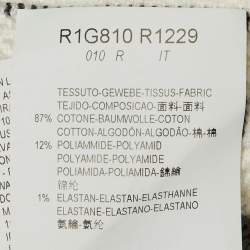 R1G810 R1229
010 R IT
TESSUTO-GEWEBE-TISSUS-FABRIC
TEJIDO-COMPOSICAO-面料-面料
87% COTONE-BAUMWOLLE-COTON
COTTON-ALGODÓN-ALGODÃO-棉-棉
12% POLIAMMIDE-POLYAMID
POLYAMIDE-POLYAMIDE
POLIAMIDA-POLIAMIDA-錦綸
锦纶
1% ELASTAN-ELASTAN-ELASTHANNE
ELASTANE-ELASTANO-ELASTANO
氨綸-氨纶